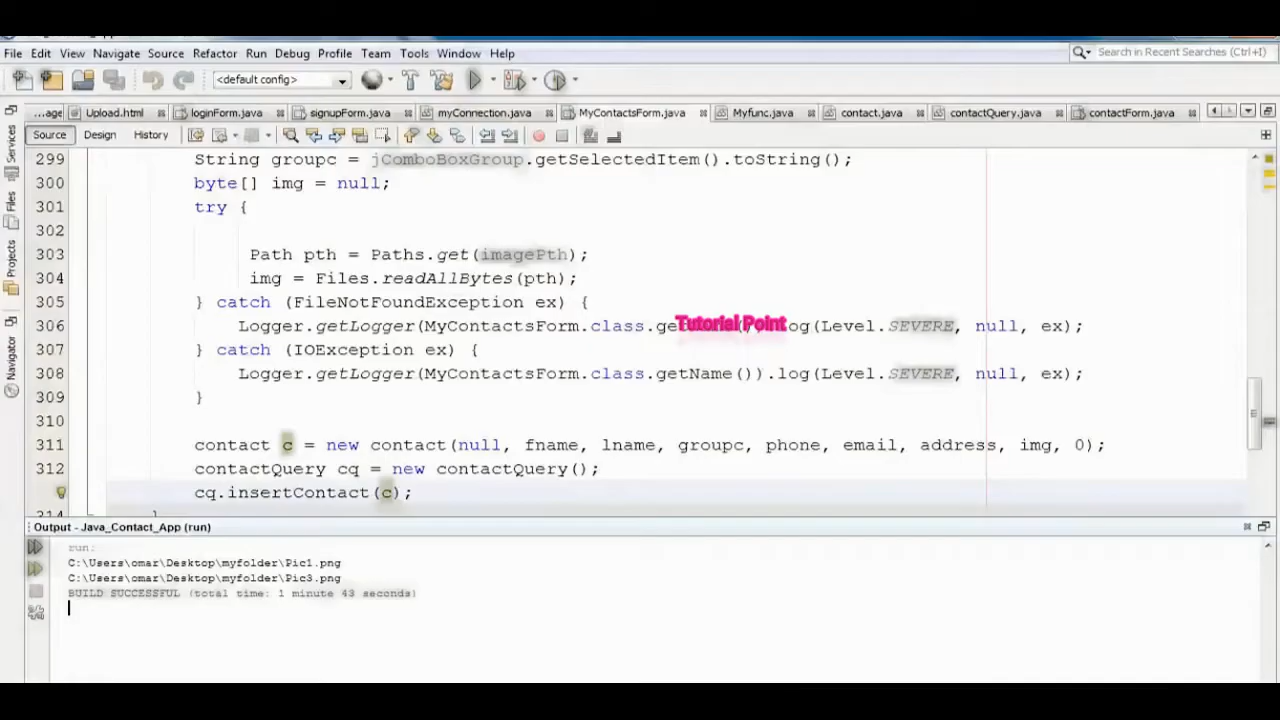 File Edit View Navigate Source Refactor Run Debug Profile Team Tools Window Help
Search in Recent Searches (Ctrl+I)
<default config>
...age Upload.html loginForm.java signupForm.java myConnection.java MyContactsForm.java Myfunc.java contact.java contactQuery.java contactForm.java
Source Design History
Services
Files
Projects
Navigator
299 String groupc = jComboBoxGroup.getSelectedItem().toString();
300 byte[] img = null;
301 try {
302
303 Path pth = Paths.get(imagePth);
304 img = Files.readAllBytes(pth);
305 } catch (FileNotFoundException ex) {
306 Logger.getLogger(MyContactsForm.class.ge log(Level.SEVERE, null, ex);
Tutorial Point
307 } catch (IOException ex) {
308 Logger.getLogger(MyContactsForm.class.getName()).log(Level.SEVERE, null, ex);
309 }
310
311 contact c = new contact(null, fname, lname, groupc, phone, email, address, img, 0);
312 contactQuery cq = new contactQuery();
cq.insertContact(c);
314 }
Output - Java_Contact_App (run)
run:
C:\Users\omar\Desktop\myfolder\Pic1.png
C:\Users\omar\Desktop\myfolder\Pic3.png
BUILD SUCCESSFUL (total time: 1 minute 43 seconds)